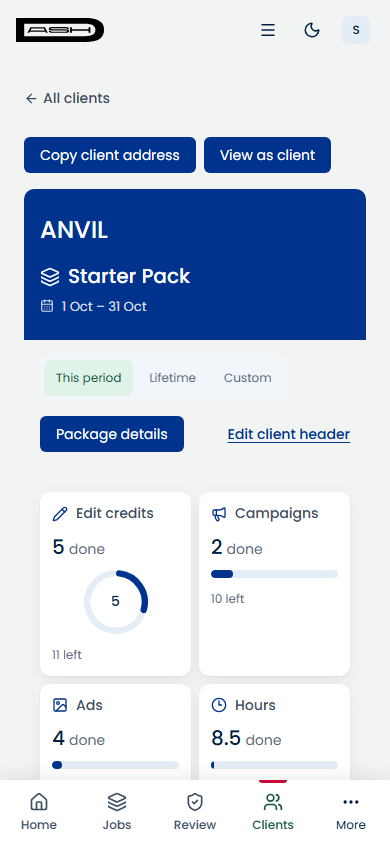 DASH
S
All clients
Copy client address View as client
ANVIL
Starter Pack
1 Oct – 31 Oct
This period Lifetime Custom
Package details Edit client header
Edit credits
5 done
5
11 left
Campaigns
2 done
10 left
Ads
4 done
Hours
8.5 done
Home Jobs Review Clients More